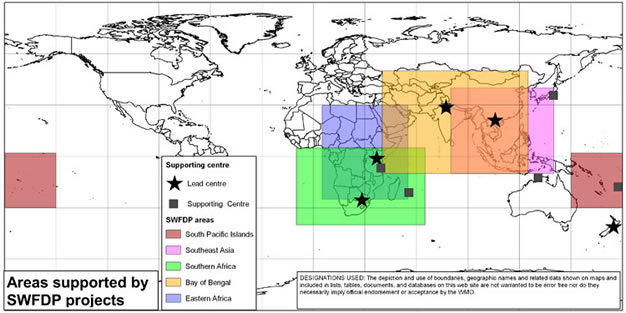 Supporting centre
Lead centre
Supporting Centre
SWFDP areas
South Pacific Islands
Southeast Asia
Southern Africa
Bay of Bengal
Eastern Africa
Areas supported by
SWFDP projects
DESIGNATIONS USED: The depiction and use of boundaries, geographic names and related data shown on maps and
included in lists, tables, documents, and databases on this web site are not warranted to be error free nor do they
necessarily imply official endorsement or acceptance by the WMO.